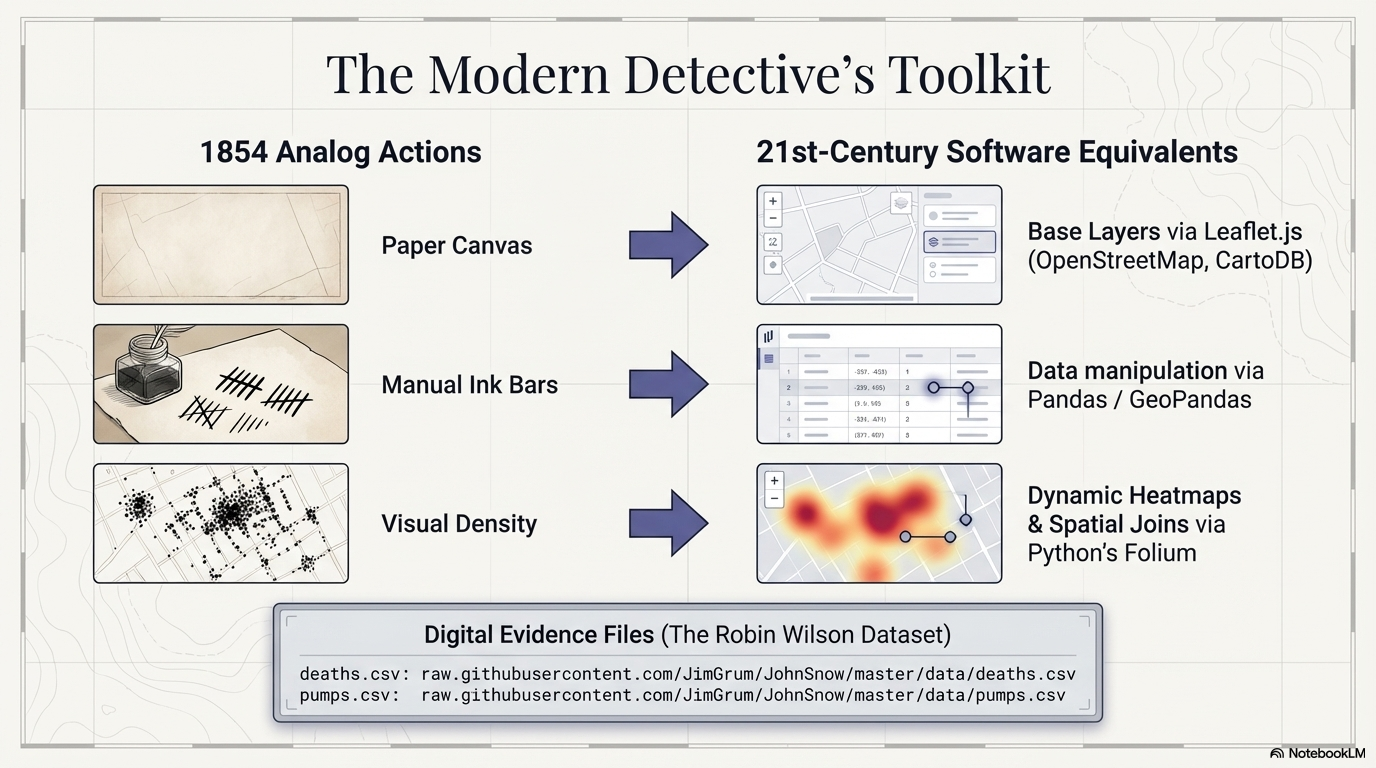 The Modern Detective’s Toolkit
1854 Analog Actions
21st-Century Software Equivalents
Paper Canvas
Base Layers via Leaflet.js
(OpenStreetMap, CartoDB)
Manual Ink Bars
Data manipulation via
Pandas / GeoPandas
Visual Density
Dynamic Heatmaps
& Spatial Joins via
Python’s Folium
Digital Evidence Files (The Robin Wilson Dataset)
deaths.csv: raw.githubusercontent.com/JimGrum/JohnSnow/master/data/deaths.csv
pumps.csv: raw.githubusercontent.com/JimGrum/JohnSnow/master/data/pumps.csv
NotebookLM